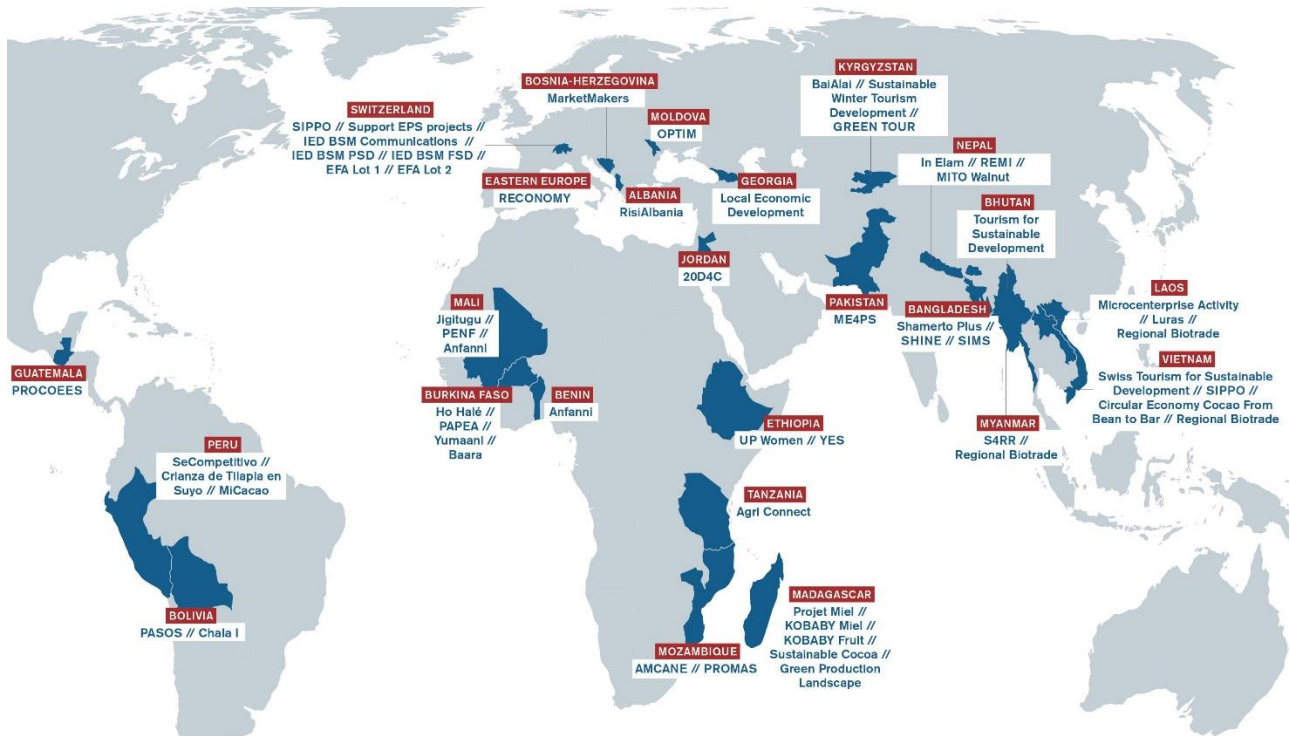 KYRGYZSTAN
BaiAlai // Sustainable
Winter Tourism
Development //
GREEN TOUR
BOSNIA-HERZEGOVINA
MarketMakers
SWITZERLAND
SIPPO // Support EPS projects //
IED BSM Communications //
IED BSM PSD // IED BSM FSD //
EFA Lot 1 // EFA Lot 2
MOLDOVA
OPTIM
NEPAL
In Elam // REMI //
MITO Walnut
EASTERN EUROPE
RECONOMY
ALBANIA
RisiAlbania
GEORGIA
Local Economic
Development
BHUTAN
Tourism for
Sustainable
Development
JORDAN
20D4C
MALI
Jigitugu //
PENF //
Anfanni
PAKISTAN
ME4PS
BANGLADESH
Shamerto Plus //
SHINE // SIMS
LAOS
Microcenterprise Activity
// Luras //
Regional Biotrade
GUATEMALA
PROCOEES
VIETNAM
Swiss Tourism for Sustainable
Development // SIPPO //
Circular Economy Cocao From
Bean to Bar // Regional Biotrade
BURKINA FASO
Ho Halé //
PAPEA //
Yumaani //
Baara
BENIN
Anfanni
ETHIOPIA
UP Women // YES
MYANMAR
S4RR //
Regional Biotrade
PERU
SeCompetitivo //
Crianza de Tilapia en
Suyo // MiCacao
TANZANIA
Agri Connect
MADAGASCAR
Projet Miel //
KOBABY Miel //
KOBABY Fruit //
Sustainable Cocoa //
Green Production
Landscape
BOLIVIA
PASOS // Chala I
MOZAMBIQUE
AMCANE // PROMAS